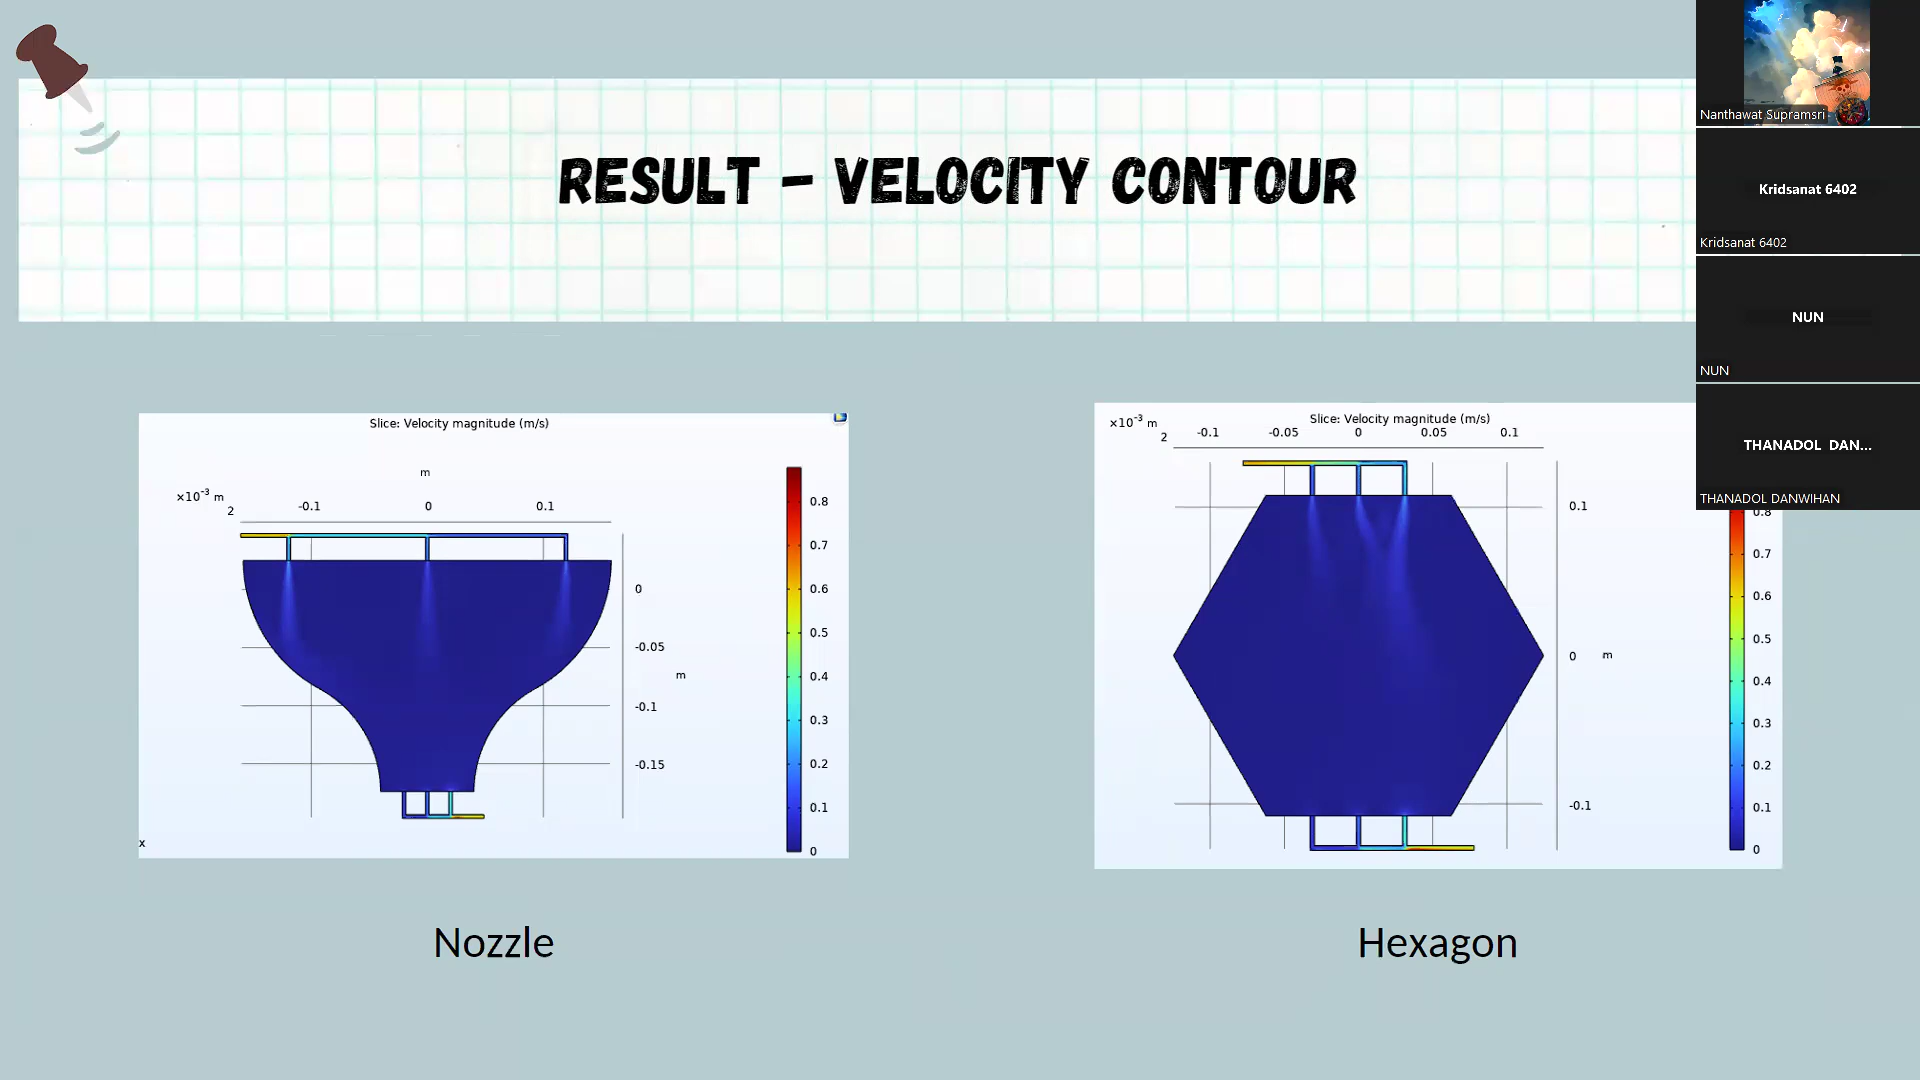 RESULT - VELOCITY CONTOUR
Slice: Velocity magnitude (m/s)
m
×10⁻³ m
2
-0.1
0
0.1
0
-0.05
m
-0.1
-0.15
x
0.8
0.7
0.6
0.5
0.4
0.3
0.2
0.1
0
Nozzle
Slice: Velocity magnitude (m/s)
×10⁻³ m
2
-0.1
-0.05
0
0.05
0.1
0.1
0 m
-0.1
0.8
0.7
0.6
0.5
0.4
0.3
0.2
0.1
0
Hexagon
Nanthawat Supramsri
Kridsanat 6402
Kridsanat 6402
NUN
NUN
THANADOL DAN...
THANADOL DANWIHAN